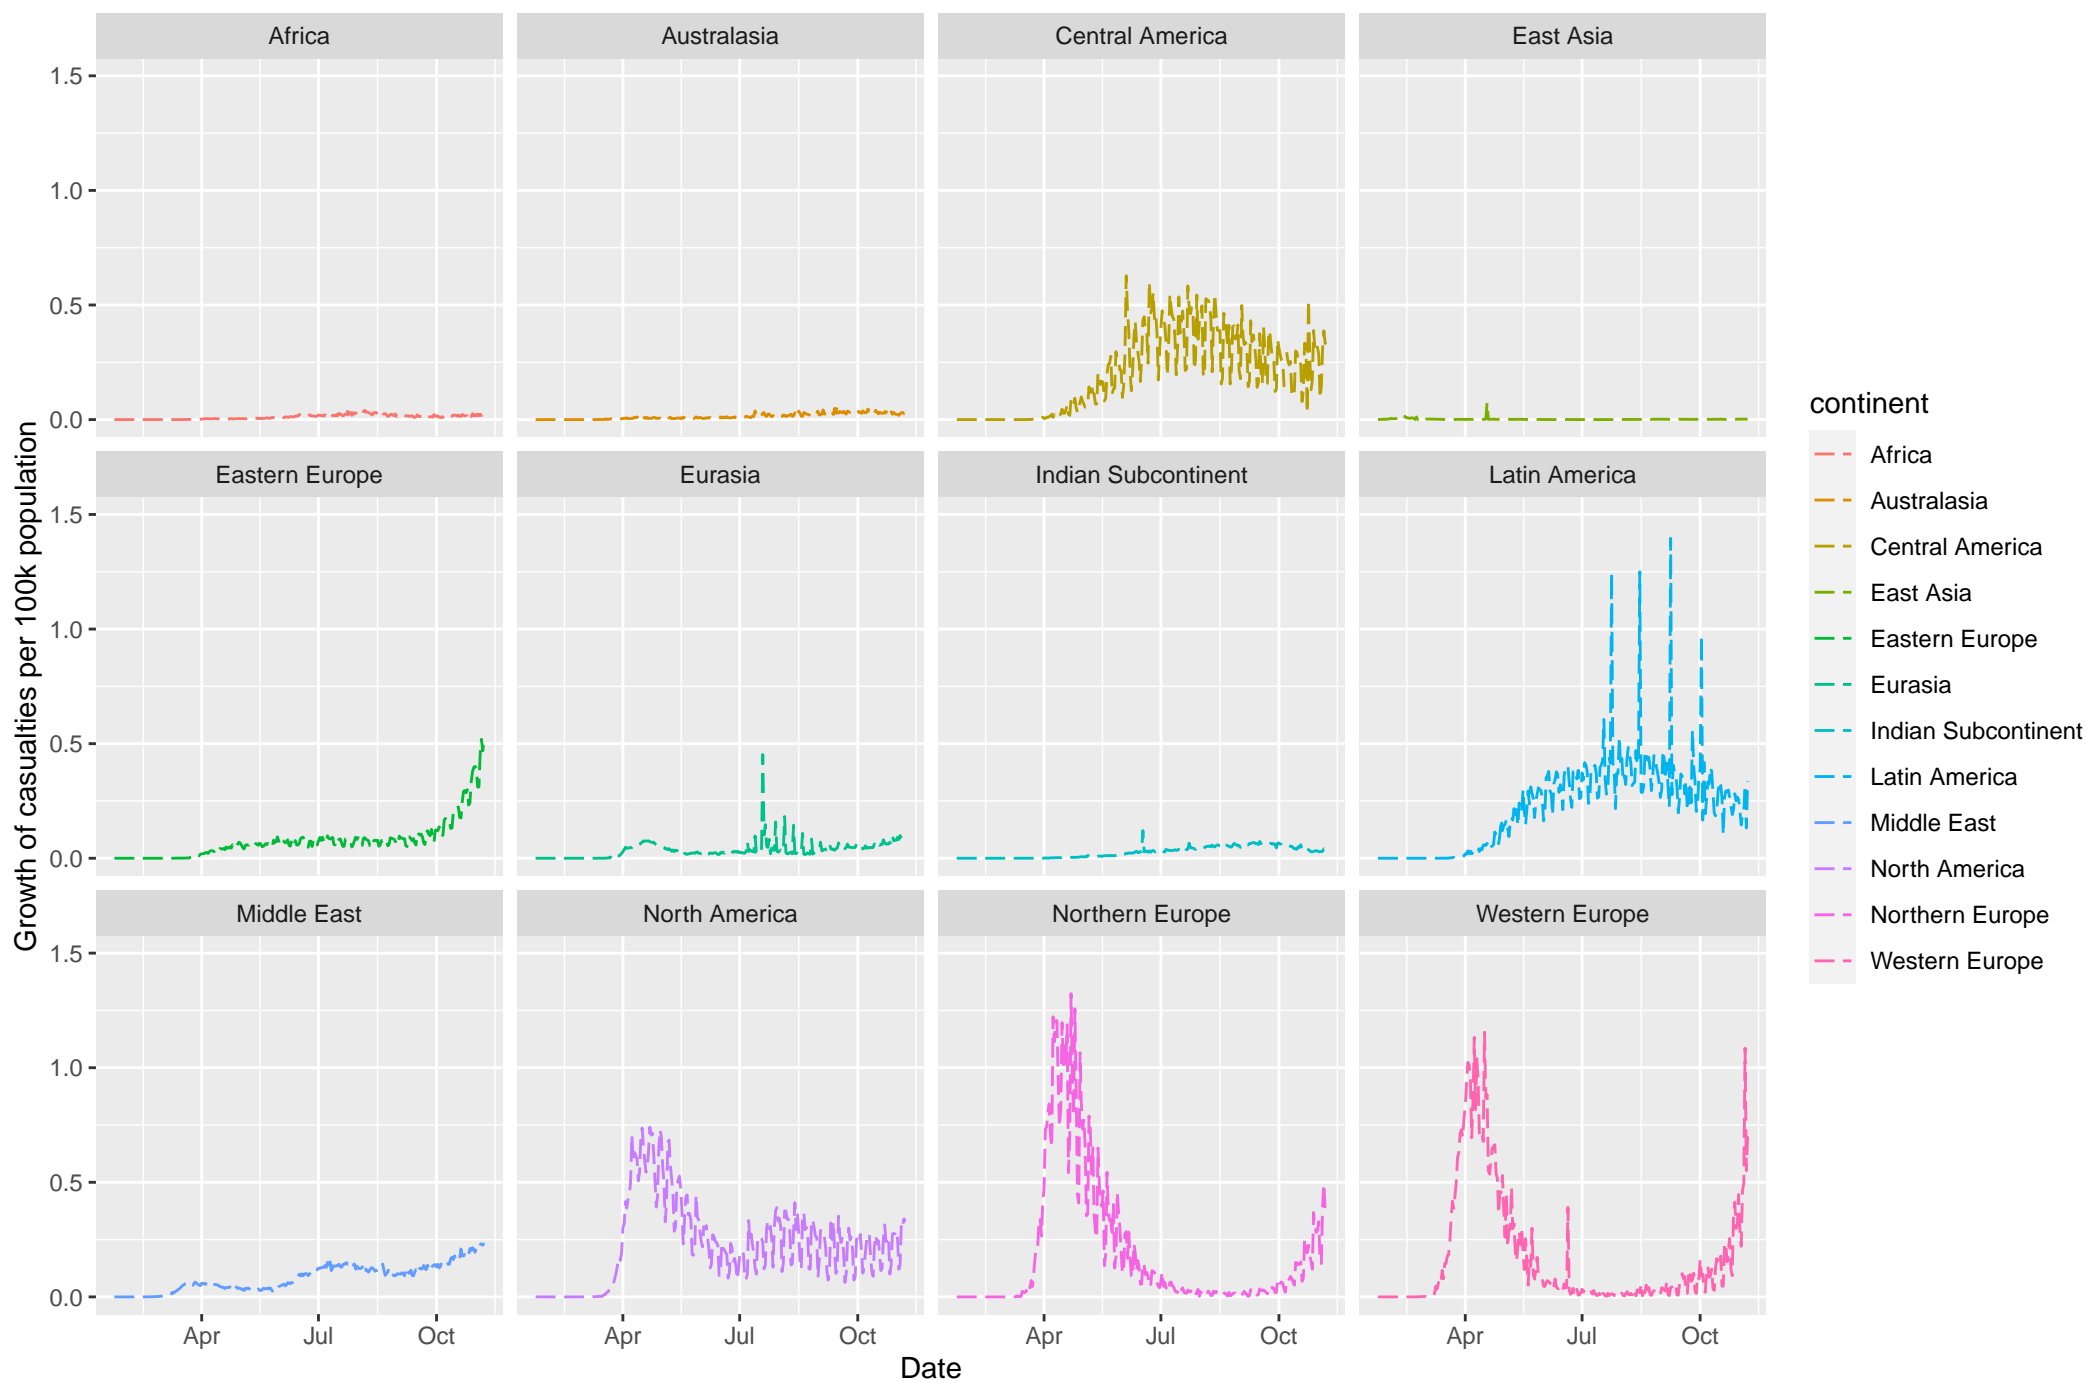 Africa
Australasia
Central America
East Asia
1.5
1.0
0.5
0.0
Eastern Europe
Eurasia
Indian Subcontinent
Latin America
1.5
1.0
0.5
0.0
Middle East
North America
Northern Europe
Western Europe
1.5
1.0
0.5
0.0
Apr Jul Oct
Apr Jul Oct
Apr Jul Oct
Apr Jul Oct
Date
Growth of casualties per 100k population
continent
Africa
Australasia
Central America
East Asia
Eastern Europe
Eurasia
Indian Subcontinent
Latin America
Middle East
North America
Northern Europe
Western Europe